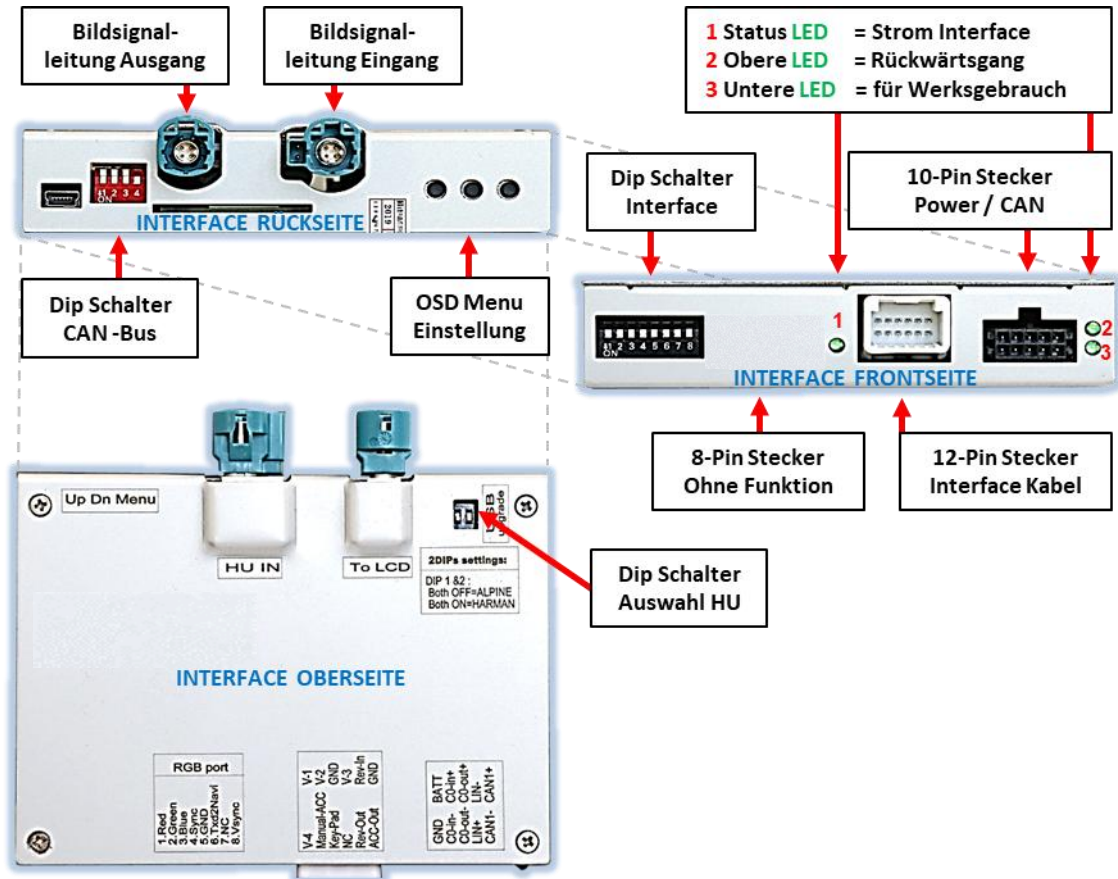 Bildsignal-
leitung Ausgang
Bildsignal-
leitung Eingang
1 Status LED = Strom Interface
2 Obere LED = Rückwärtsgang
3 Untere LED = für Werksgebrauch
Dip Schalter
Interface
10-Pin Stecker
Power / CAN
1 2 3 4
ON
2019
INTERFACE RÜCKSEITE
Dip Schalter
CAN -Bus
OSD Menu
Einstellung
1 2 3 4 5 6 7 8
ON
1
2
3
INTERFACE FRONTSEITE
8-Pin Stecker
Ohne Funktion
12-Pin Stecker
Interface Kabel
Up Dn Menu
HU IN
To LCD
USB
upgrade
2DIPs settings:
DIP 1 &2 :
Both OFF=ALPINE
Both ON=HARMAN
Dip Schalter
Auswahl HU
INTERFACE OBERSEITE
RGB port
1.Red
2.Green
3.Blue
4.Sync
5.GND
6.Txd2Navi
7.NC
8.Vsync
V-4 V-1
Manual-ACC V-2
Key-Pad GND
NC V-3
Rev-Out Rev-In
ACC-Out GND
GND BATT
C0-in- C0-in+
C0-out- C0-out+
LIN+ LIN-
CAN1- CAN1+